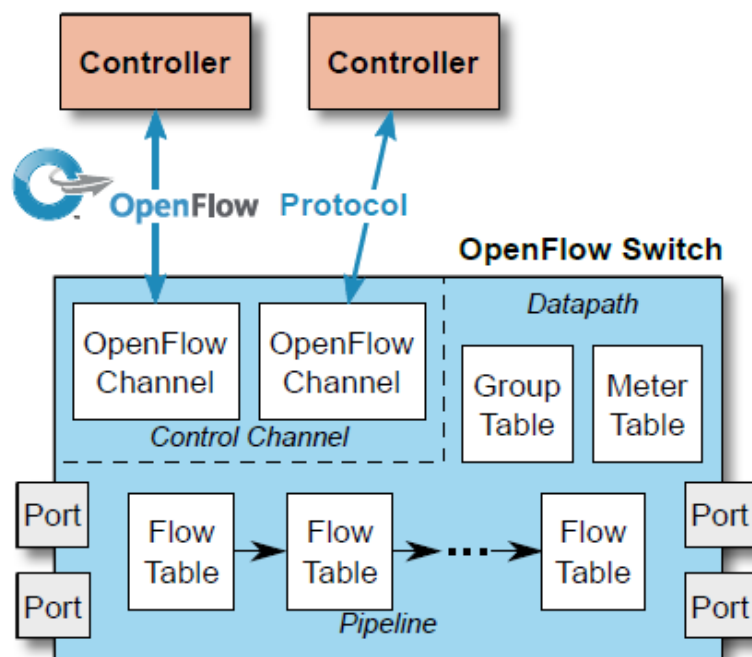 Controller
Controller
OpenFlow Protocol
OpenFlow Switch
Datapath
OpenFlow
Channel
OpenFlow
Channel
Control Channel
Group
Table
Meter
Table
Port
Port
Flow
Table
Flow
Table
...
Flow
Table
Port
Port
Pipeline